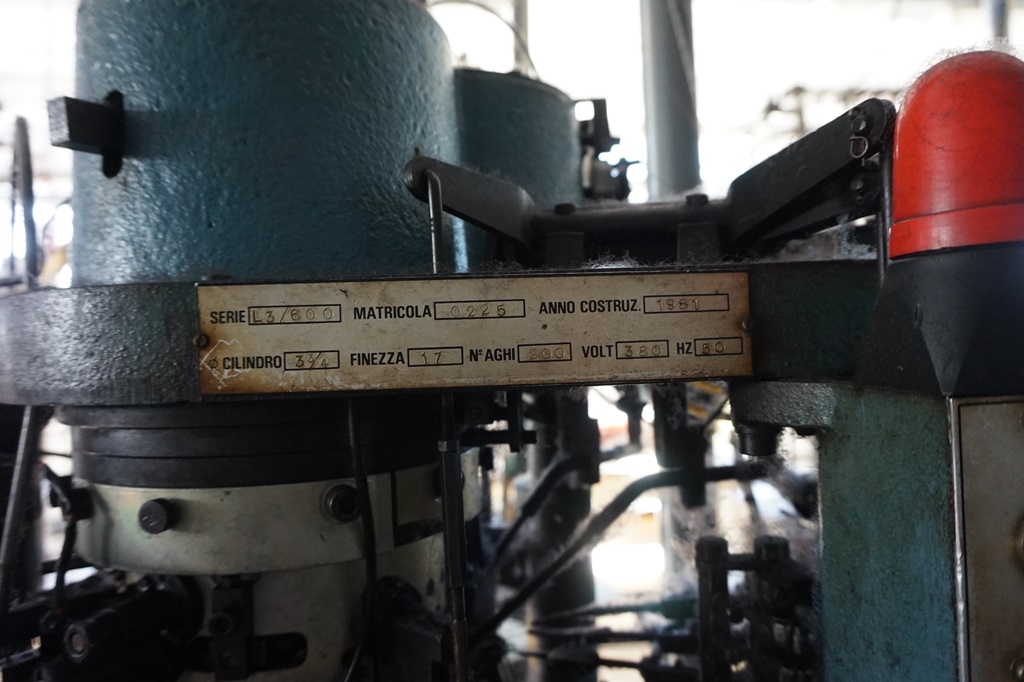 SERIE L3/600 MATRICOLA 0225 ANNO COSTRUZ. 1981
Ø CILINDRO 3¾ FINEZZA 17 N° AGHI 200 VOLT 380 HZ 50